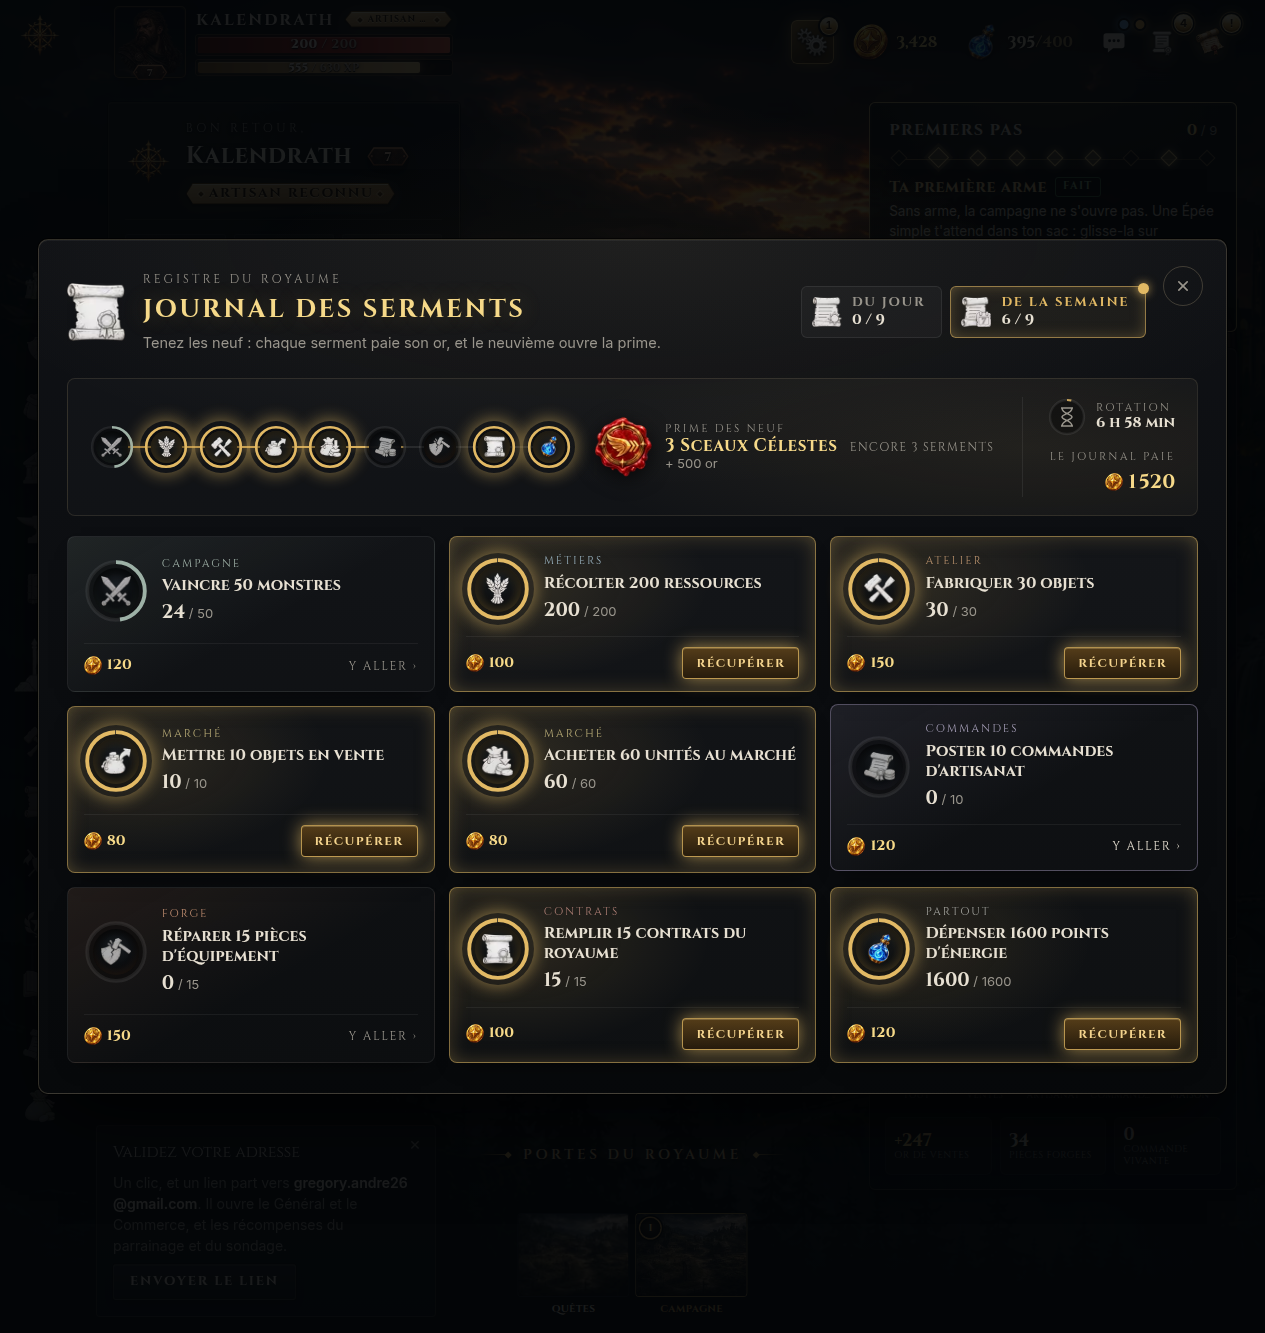 KALENDRATH
ARTISAN...
200 / 200
7
1
3,428
395/400
4
1
BON RETOUR
KALENDRATH 7
ARTISAN RECONNU
PREMIERS PAS 0 / 9
TA PREMIÈRE ARME FAIT
Sans arme, la campagne ne s'ouvre pas. Une Épée
simple t'attend dans ton sac : glisse-la sur
REGISTRE DU ROYAUME
JOURNAL DES SERMENTS
Tenez les neuf : chaque serment paie son or, et le neuvième ouvre la prime.
DU JOUR
0 / 9
DE LA SEMAINE
6 / 9
PRIME DES NEUF
3 SCEAUX CÉLESTES ENCORE 3 SERMENTS
+ 500 or
ROTATION
6 H 58 MIN
LE JOURNAL PAIE
1520
CAMPAGNE
VAINCRE 50 MONSTRES
24 / 50
120 Y ALLER ›
MÉTIERS
RÉCOLTER 200 RESSOURCES
200 / 200
100 RÉCUPÉRER
ATELIER
FABRIQUER 30 OBJETS
30 / 30
150 RÉCUPÉRER
MARCHÉ
METTRE 10 OBJETS EN VENTE
10 / 10
80 RÉCUPÉRER
MARCHÉ
ACHETER 60 UNITÉS AU MARCHÉ
60 / 60
80 RÉCUPÉRER
COMMANDES
POSTER 10 COMMANDES
D'ARTISANAT
0 / 10
120 Y ALLER ›
FORGE
RÉPARER 15 PIÈCES
D'ÉQUIPEMENT
0 / 15
150 Y ALLER ›
CONTRATS
REMPLIR 15 CONTRATS DU
ROYAUME
15 / 15
100 RÉCUPÉRER
PARTOUT
DÉPENSER 1600 POINTS
D'ÉNERGIE
1600 / 1600
120 RÉCUPÉRER
VALIDEZ VOTRE ADRESSE
Un clic, et un lien part vers gregory.andre26
@gmail.com. Il ouvre le Général et le
Commerce, et les récompenses du
parrainage et du sondage.
ENVOYER LE LIEN
PORTES DU ROYAUME
1
QUÊTES
CAMPAGNE
+247
34
0
COMMANDE
VIVANTE